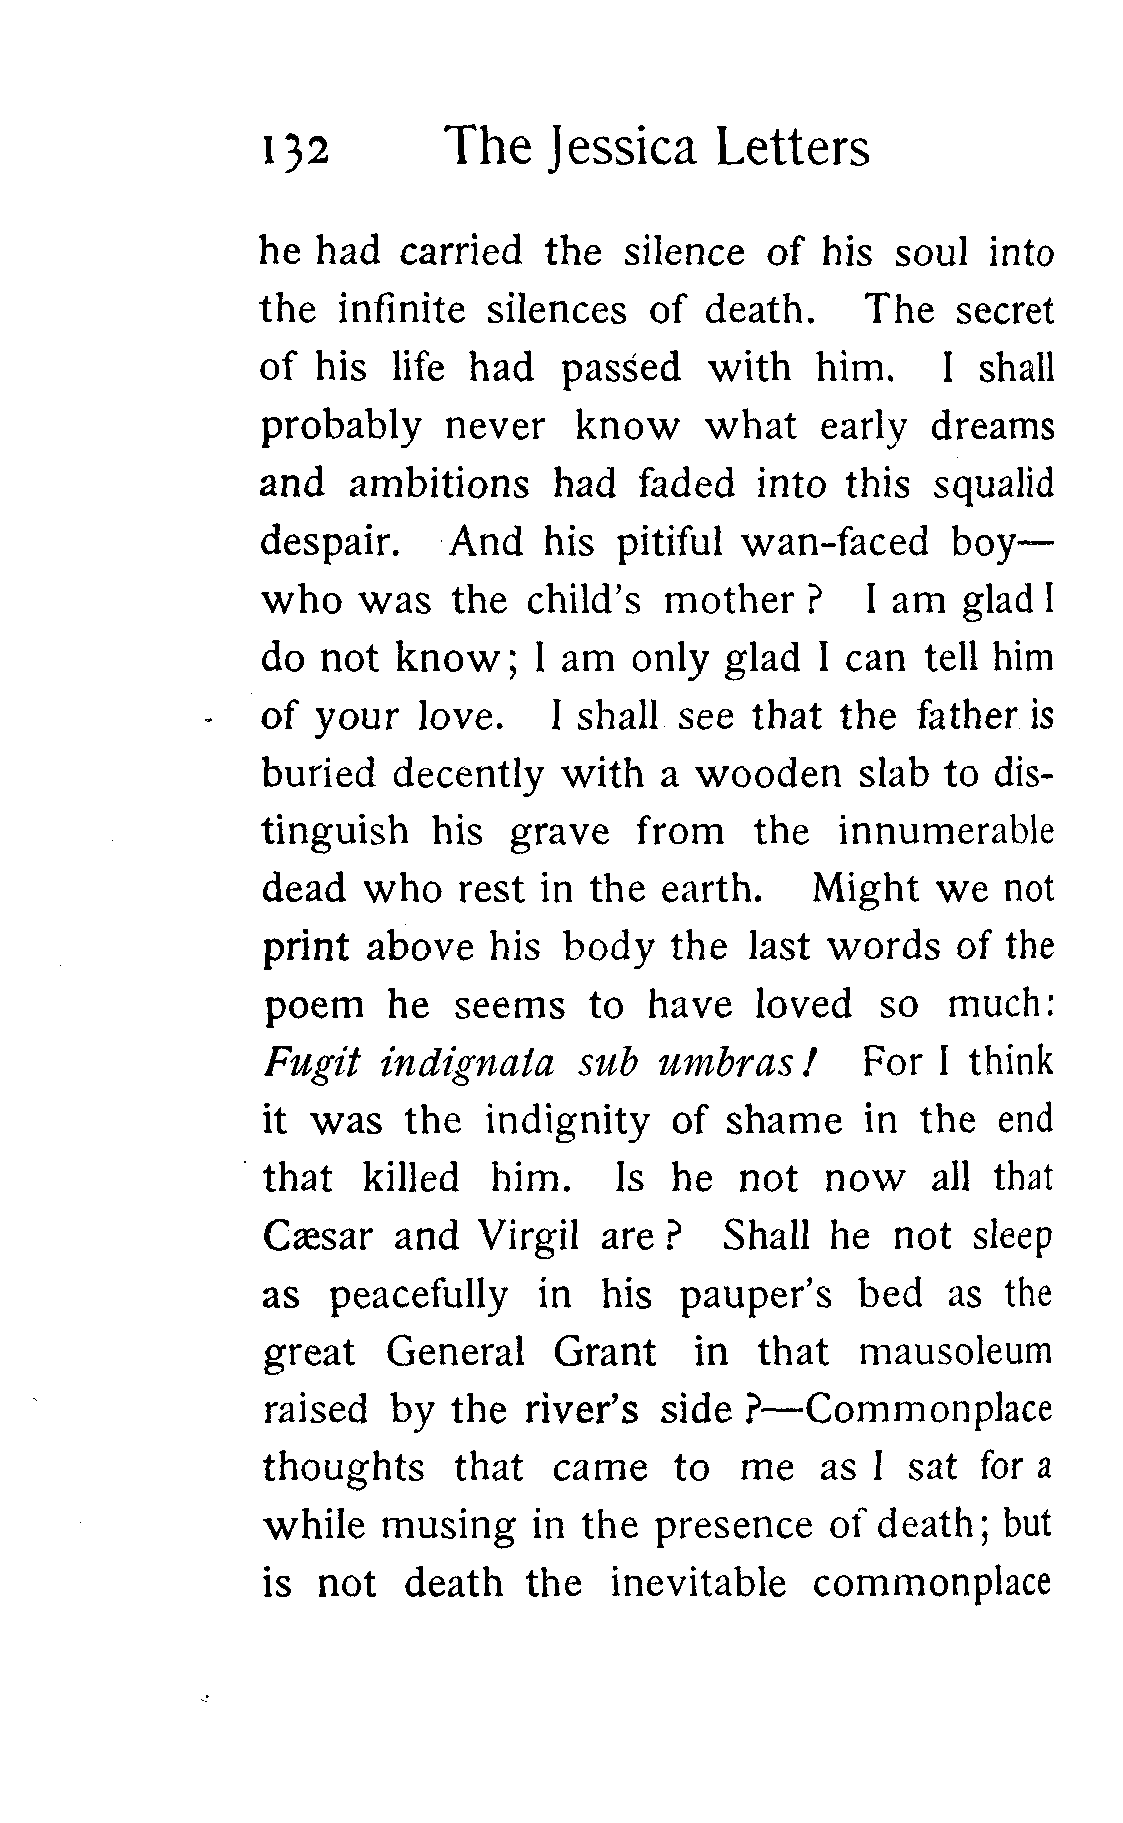 132 The Jessica Letters
he had carried the silence of his soul into
the infinite silences of death. The secret
of his life had passed with him. I shall
probably never know what early dreams
and ambitions had faded into this squalid
despair. And his pitiful wan-faced boy—
who was the child's mother ? I am glad I
do not know; I am only glad I can tell him
of your love. I shall see that the father is
buried decently with a wooden slab to dis-
tinguish his grave from the innumerable
dead who rest in the earth. Might we not
print above his body the last words of the
poem he seems to have loved so much:
Fugit indignata sub umbras ! For I think
it was the indignity of shame in the end
that killed him. Is he not now all that
Cæsar and Virgil are ? Shall he not sleep
as peacefully in his pauper's bed as the
great General Grant in that mausoleum
raised by the river's side ?—Commonplace
thoughts that came to me as I sat for a
while musing in the presence of death; but
is not death the inevitable commonplace